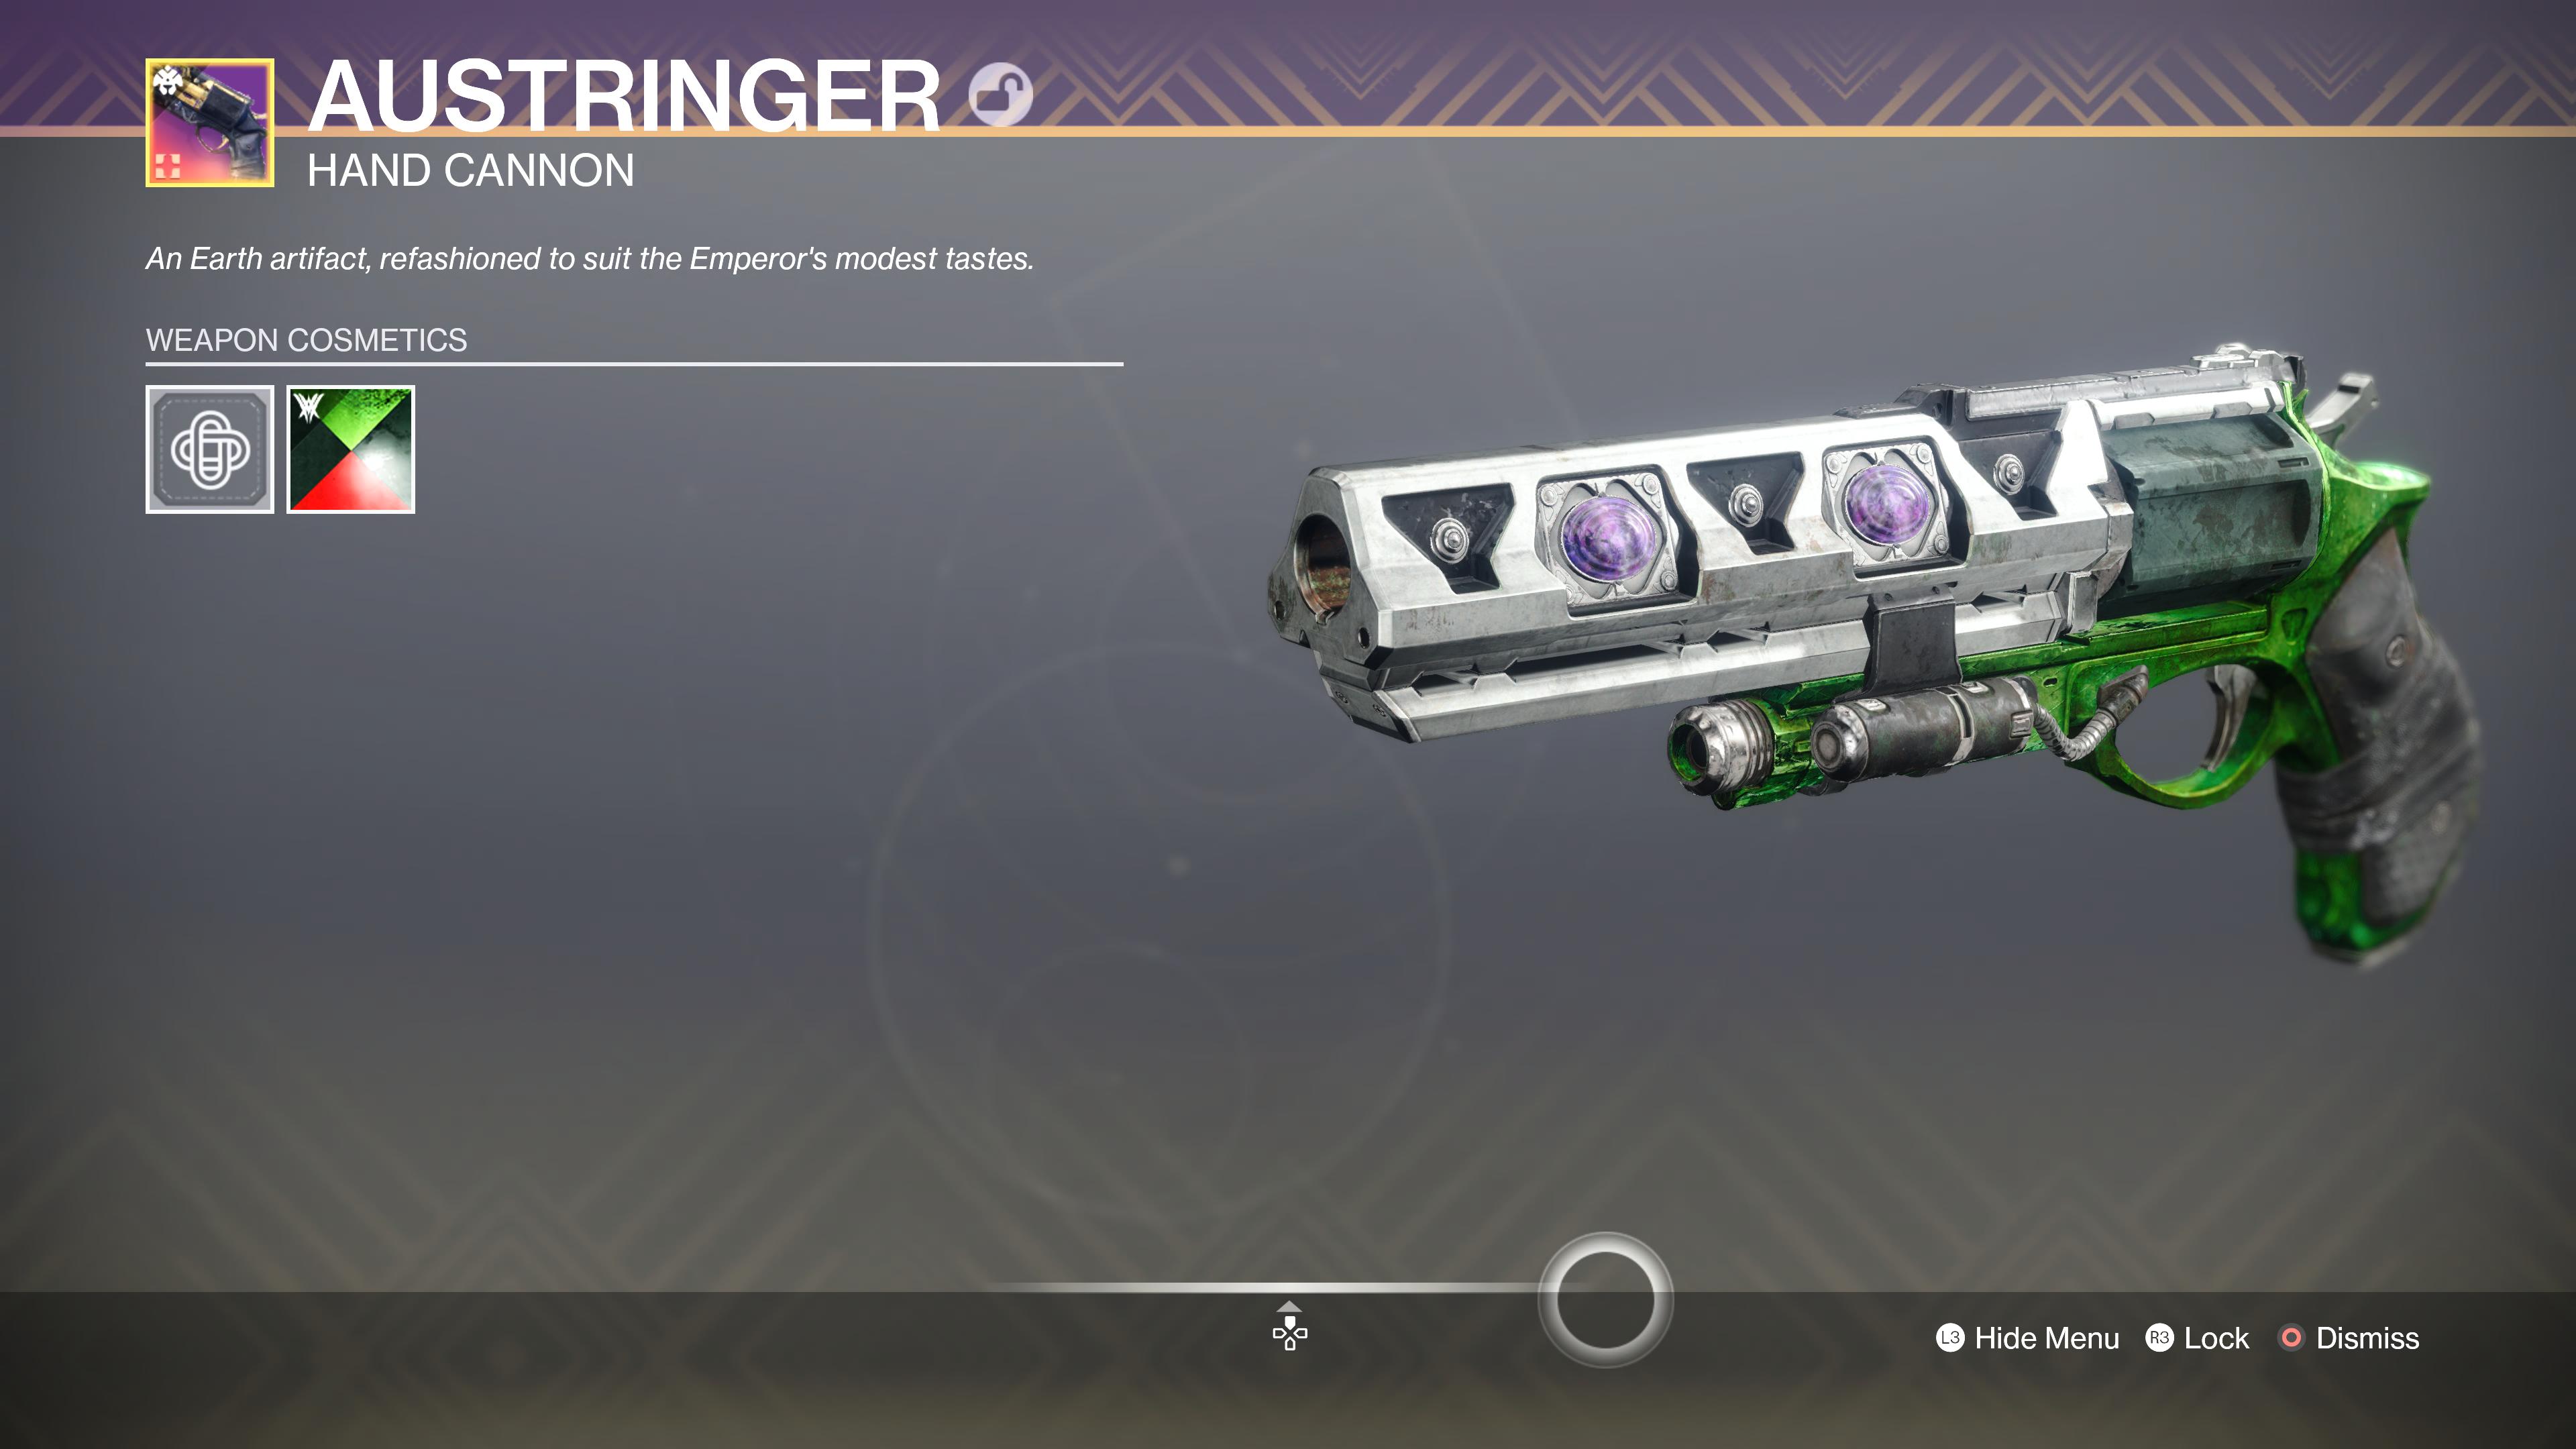 AUSTRINGER
HAND CANNON
An Earth artifact, refashioned to suit the Emperor's modest tastes.
WEAPON COSMETICS
L3 Hide Menu R3 Lock Dismiss